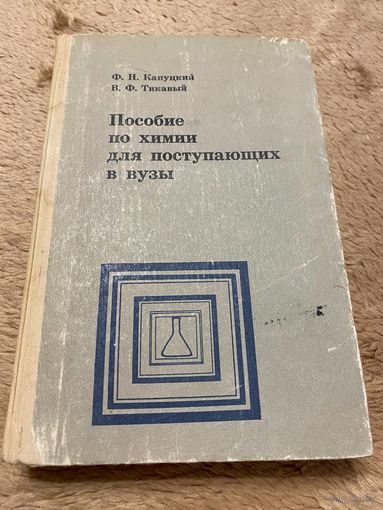 Ф. Н. Капуцкий
В. Ф. Тикавый
Пособие
по химии
для поступающих
в вузы